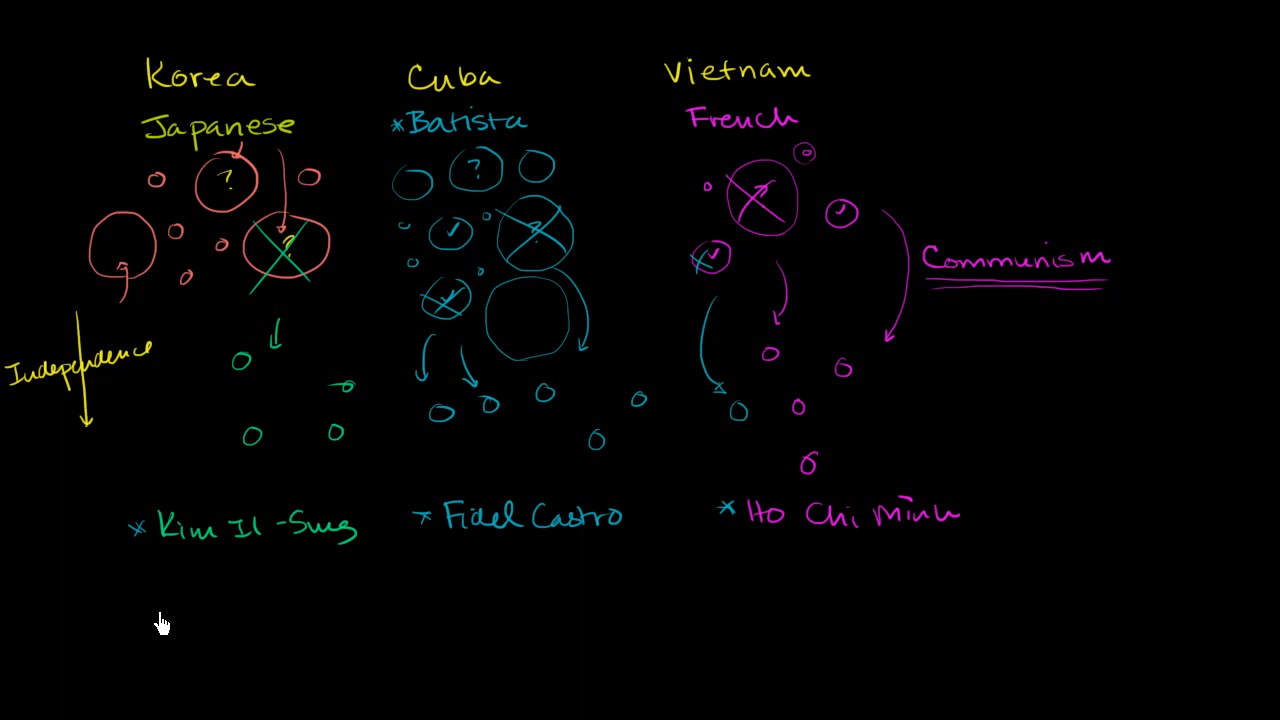 Korea
Cuba
Vietnam
Japanese
*Batista
French
?
?
?
?
Communism
Independence
*Kim Il-Sung
*Fidel Castro
*Ho Chi Minh